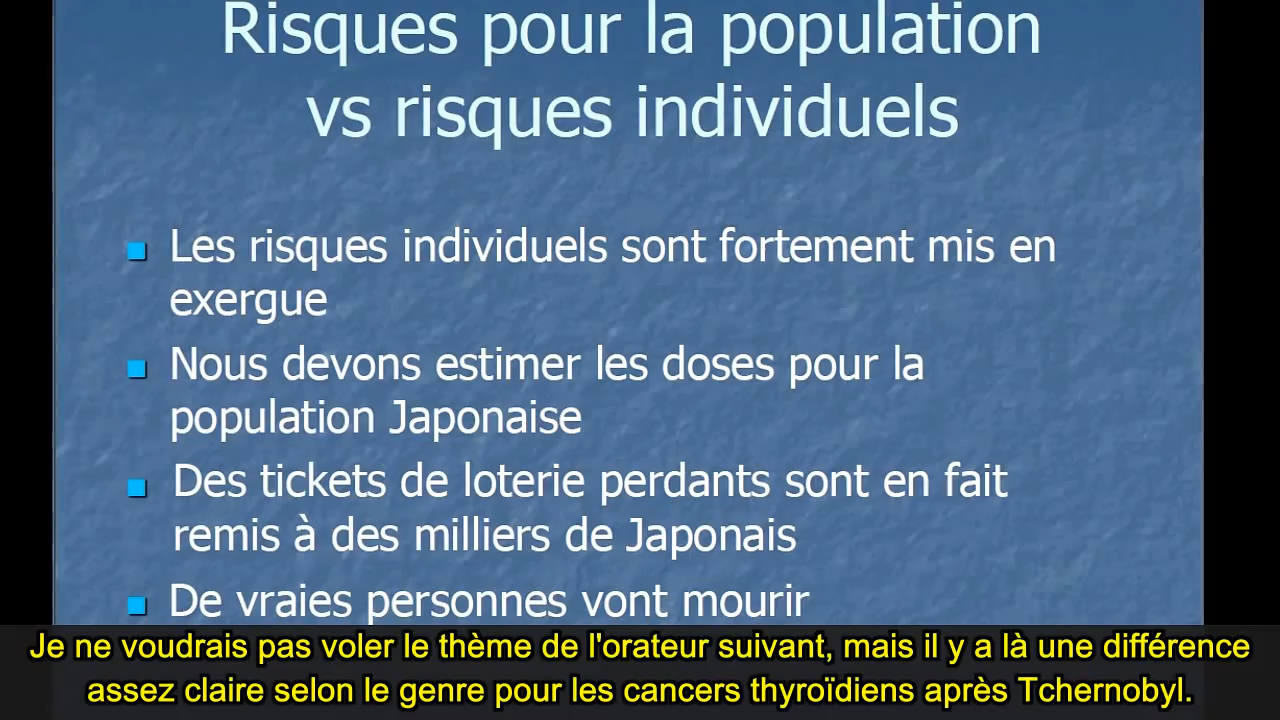 Risques pour la population
vs risques individuels
Les risques individuels sont fortement mis en
exergue
Nous devons estimer les doses pour la
population Japonaise
Des tickets de loterie perdants sont en fait
remis à des milliers de Japonais
De vraies personnes vont mourir
Je ne voudrais pas voler le thème de l'orateur suivant, mais il y a là une différence
assez claire selon le genre pour les cancers thyroïdiens après Tchernobyl.